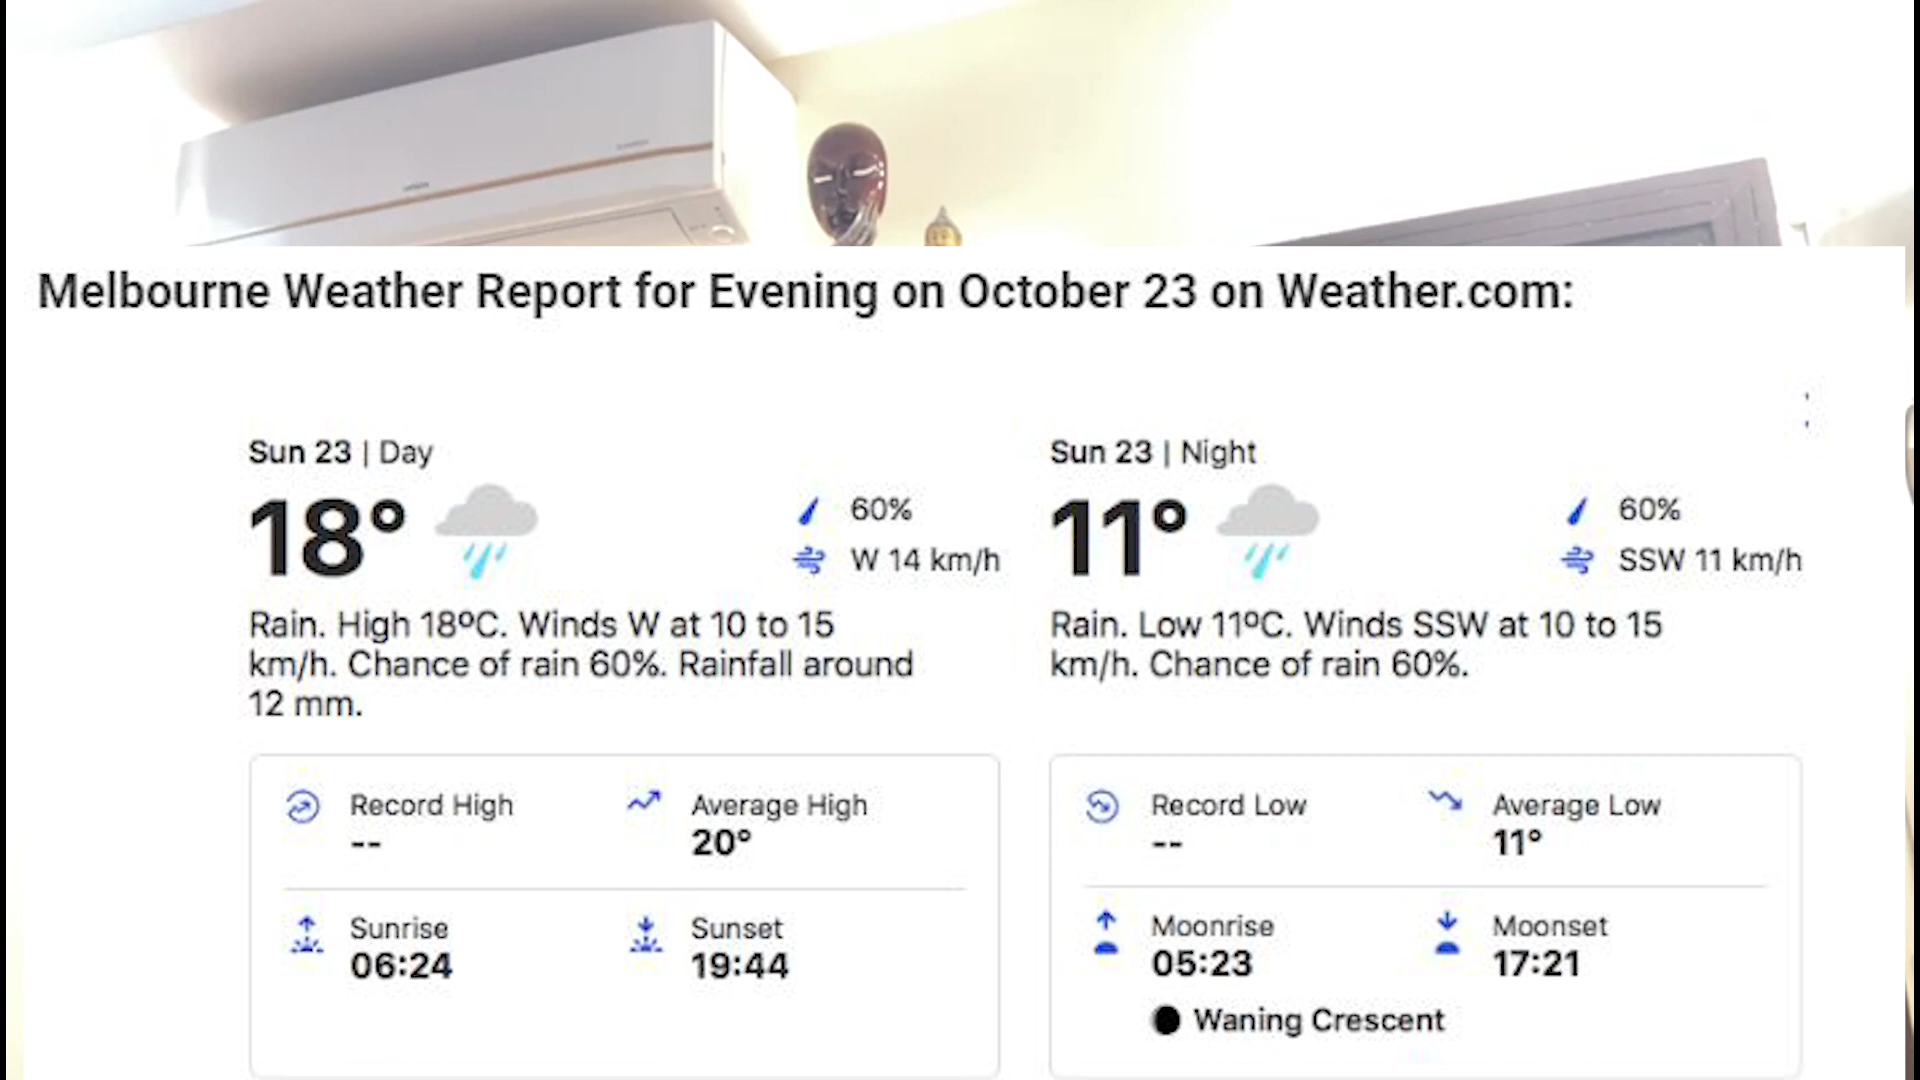 Melbourne Weather Report for Evening on October 23 on Weather.com:
Sun 23 | Day
18°
60%
W 14 km/h
Rain. High 18ºC. Winds W at 10 to 15
km/h. Chance of rain 60%. Rainfall around
12 mm.
Record High
--
Average High
20°
Sunrise
06:24
Sunset
19:44
Sun 23 | Night
11°
60%
SSW 11 km/h
Rain. Low 11ºC. Winds SSW at 10 to 15
km/h. Chance of rain 60%.
Record Low
--
Average Low
11°
Moonrise
05:23
Moonset
17:21
Waning Crescent